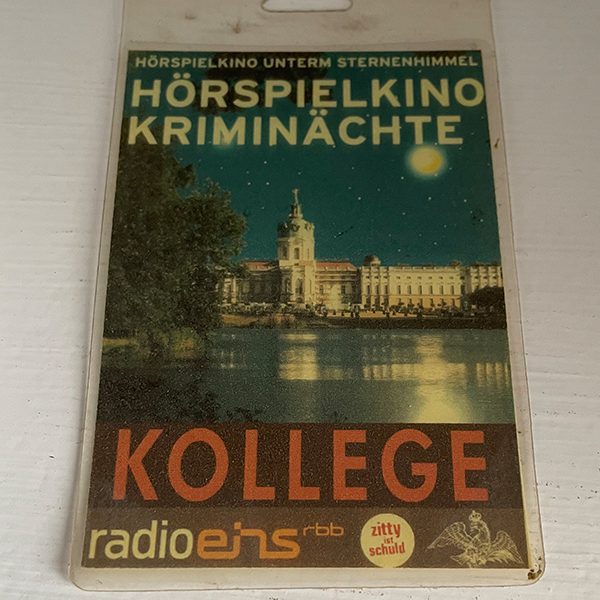 HÖRSPIELKINO UNTERM STERNENHIMMEL
HÖRSPIELKINO
KRIMINÄCHTE
KOLLEGE
radioeins rbb
zitty
ist
schuld